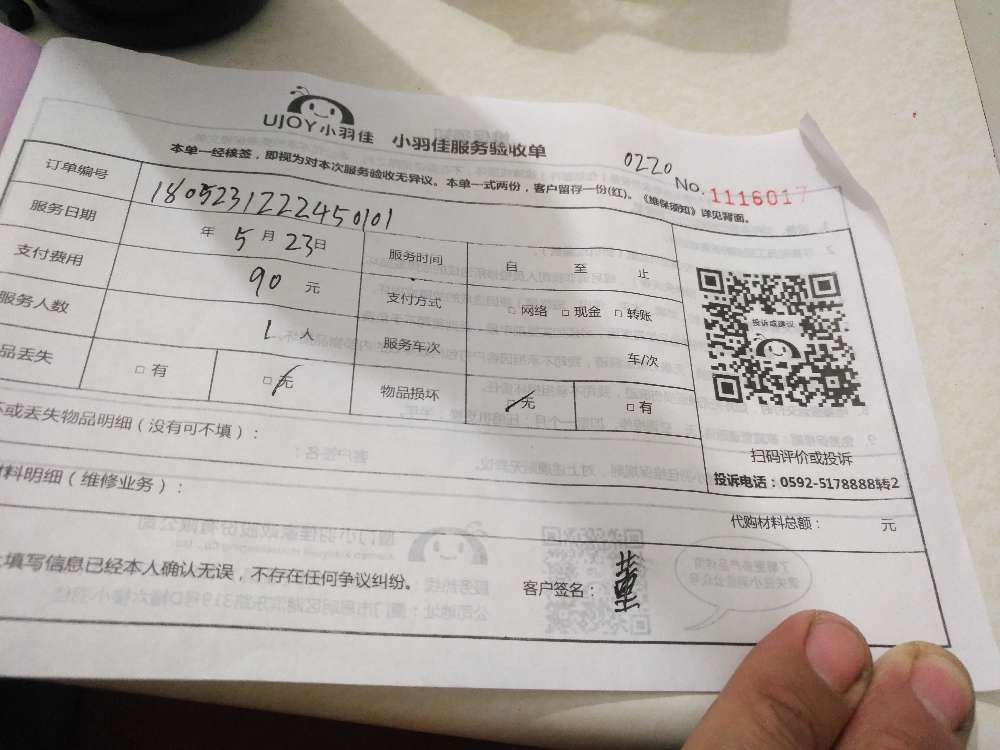 UJOY小羽佳 小羽佳服务验收单
0220 No. 1116017
本单一经核签，即视为对本次服务验收无异议。本单一式两份，客户留存一份(红)。《维保须知》详见背面。
订单编号 180523122245 0101
服务日期 年 5 月 23 日 服务时间 自 至 止
支付费用 90 元 支付方式 □ 网络 □ 现金 □ 转账
服务人数 1 人 服务车次 车/次
品丢失 □ 有 □ 无 物品损坏 □ 无 □ 有
投诉或建议
扫码评价或投诉
投诉电话：0592-5178888转2
坏或丢失物品明细（没有可不填）：
料明细（维修业务）：
代购材料总额： 元
填写信息已经本人确认无误，不存在任何争议纠纷。 客户签名： 董